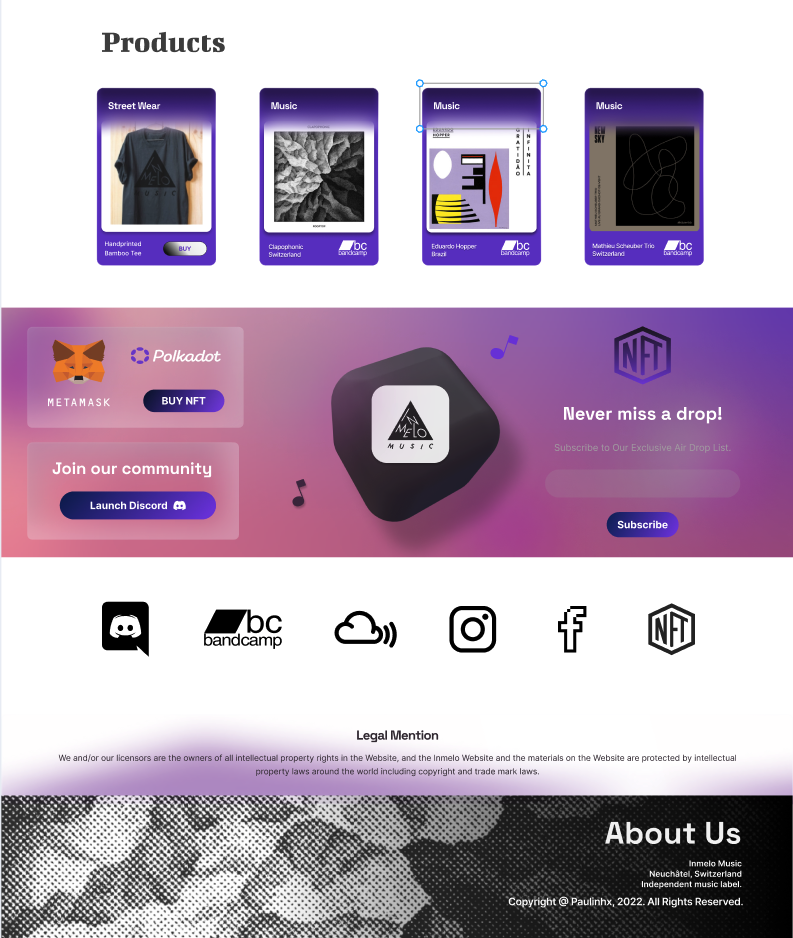 Products
Street Wear
Music
Music
Music
INMELO
MUSIC
CLAPOPHONIC
BOOSTED
HOPPER
GRATIDÃO
INFINITA
NEW
SKY
Handprinted
Bamboo Tee
BUY
Clapophonic
Switzerland
bc
bandcamp
Eduardo Hopper
Brazil
bc
bandcamp
Mathieu Scheuber Trio
Switzerland
bc
bandcamp
METAMASK
Polkadot
BUY NFT
Join our community
Launch Discord
INMELO
MUSIC
NFT
Never miss a drop!
Subscribe to Our Exclusive Air Drop List.
Subscribe
bc
bandcamp
NFT
Legal Mention
We and/or our licensors are the owners of all intellectual property rights in the Website, and the Inmelo Website and the materials on the Website are protected by intellectual
property laws around the world including copyright and trade mark laws.
About Us
Inmelo Music
Neuchâtel, Switzerland
Independent music label.
Copyright @ Paulinhx, 2022. All Rights Reserved.